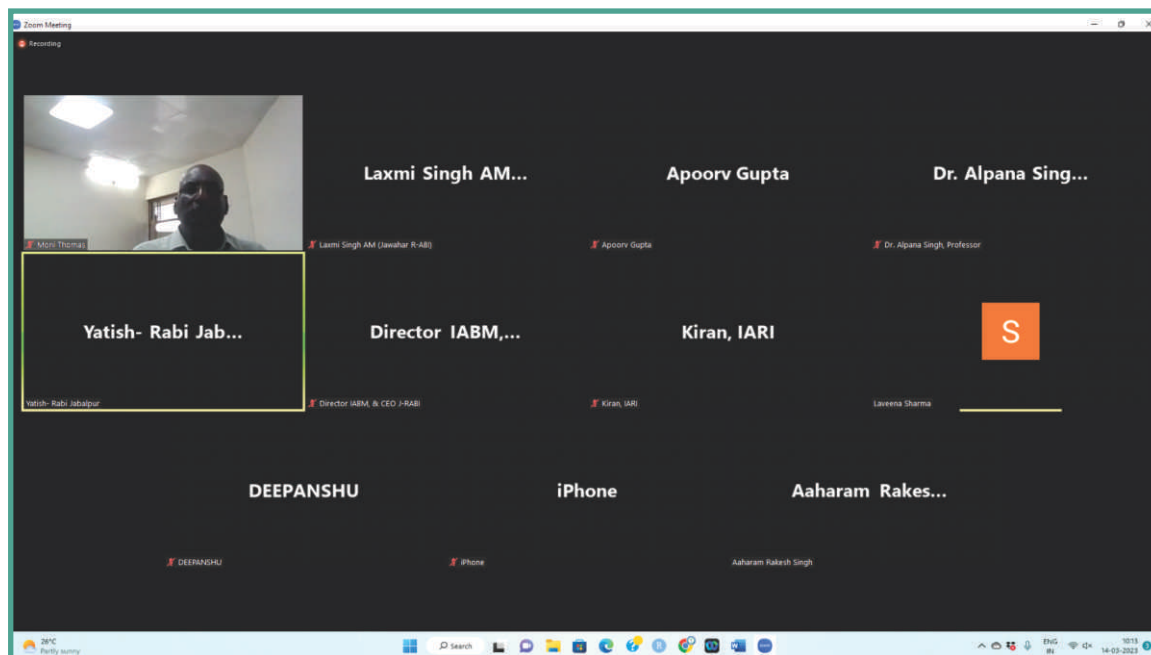 Zoom Meeting
Recording
Moni Thomas
Laxmi Singh AM...
Laxmi Singh AM (Jawahar R-ABI)
Apoorv Gupta
Apoorv Gupta
Dr. Alpana Sing...
Dr. Alpana Singh, Professor
Yatish- Rabi Jab...
Yatish- Rabi Jabalpur
Director IABM,...
Director IABM, & CEO J-RABI
Kiran, IARI
Kiran, IARI
S
Laveena Sharma
DEEPANSHU
DEEPANSHU
iPhone
iPhone
Aaharam Rakes...
Aaharam Rakesh Singh
26°C
Partly sunny
Search
ENG
IN
10:13
14-03-2023